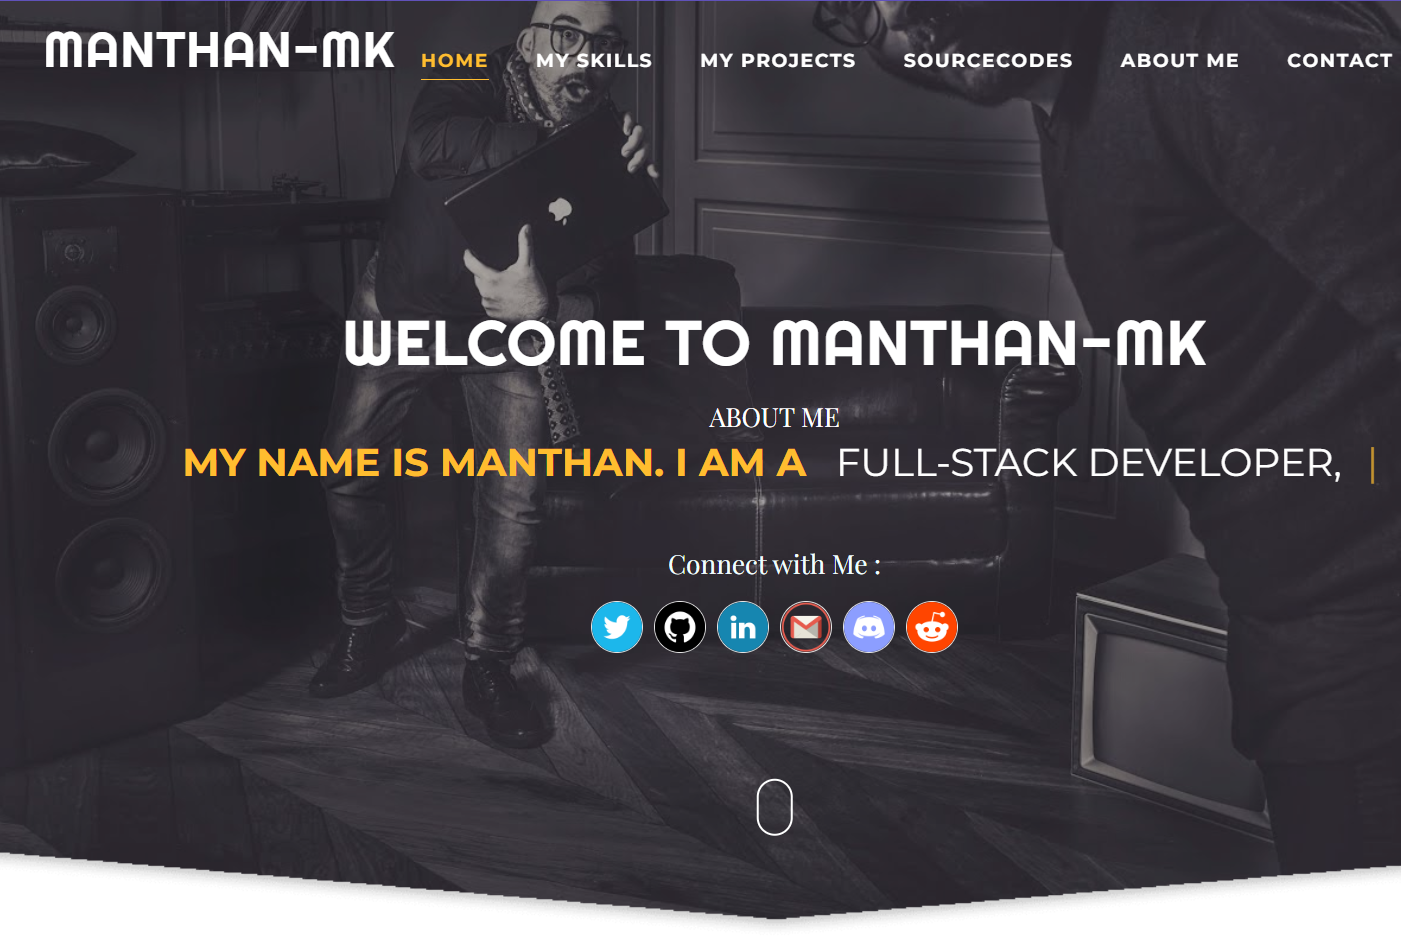 MANTHAN-MK HOME MY SKILLS MY PROJECTS SOURCECODES ABOUT ME CONTACT
WELCOME TO MANTHAN-MK
ABOUT ME
MY NAME IS MANTHAN. I AM A FULL-STACK DEVELOPER, |
Connect with Me :
in